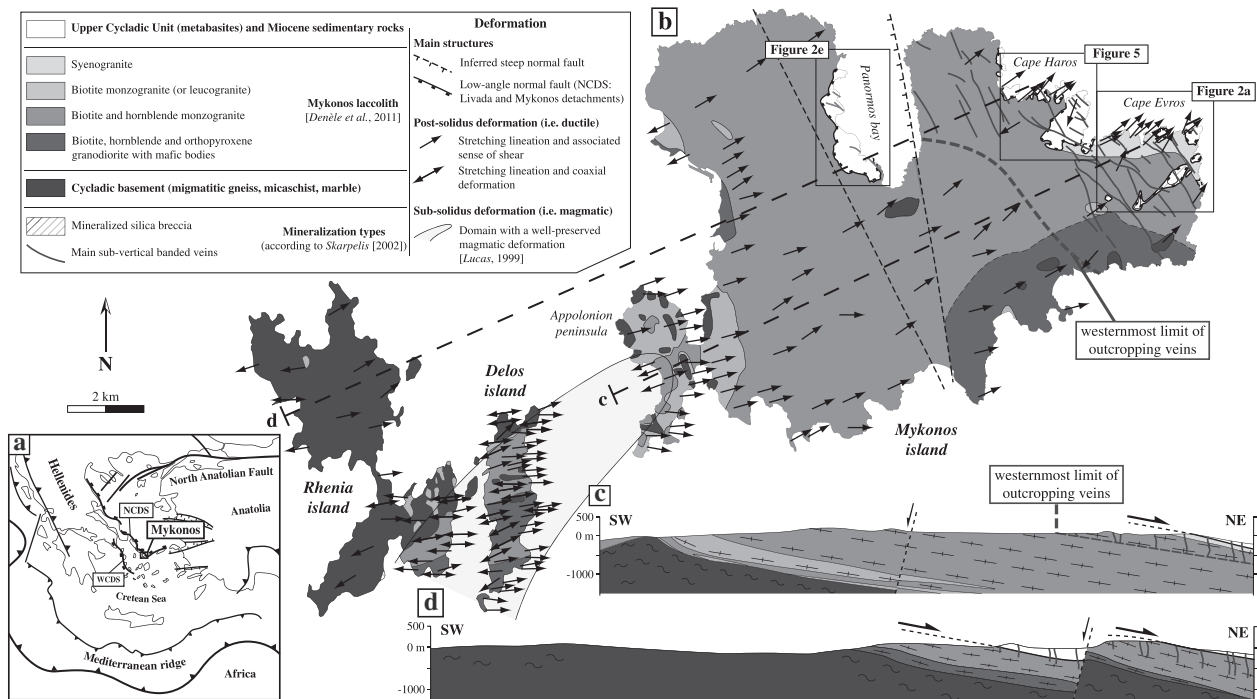 Upper Cycladic Unit (metabasites) and Miocene sedimentary rocks
Syenogranite
Biotite monzogranite (or leucogranite)
Biotite and hornblende monzogranite
Biotite, hornblende and orthopyroxene
granodiorite with mafic bodies
Mykonos laccolith
[Denèle et al., 2011]
Cycladic basement (migmatitic gneiss, micaschist, marble)
Mineralized silica breccia
Main sub-vertical banded veins
Mineralization types
(according to Skarpelis [2002])
Deformation
Main structures
Inferred steep normal fault
Low-angle normal fault (NCDS:
Livada and Mykonos detachments)
Post-solidus deformation (i.e. ductile)
Stretching lineation and associated
sense of shear
Stretching lineation and coaxial
deformation
Sub-solidus deformation (i.e. magmatic)
Domain with a well-preserved
magmatic deformation
[Lucas, 1999]
b
Figure 2e
Panormos bay
Cape Haros
Figure 5
Figure 2a
Cape Evros
westernmost limit of
outcropping veins
Appolonion
peninsula
N
2 km
d
c
Delos
island
Rhenia
island
Mykonos
island
a
Hellenides
North Anatolian Fault
NCDS
Anatolia
Mykonos
WCDS
Cretean Sea
Mediterranean ridge
Africa
c
westernmost limit of
outcropping veins
500
SW
NE
0 m
-1000
d
500
SW
NE
0 m
-1000